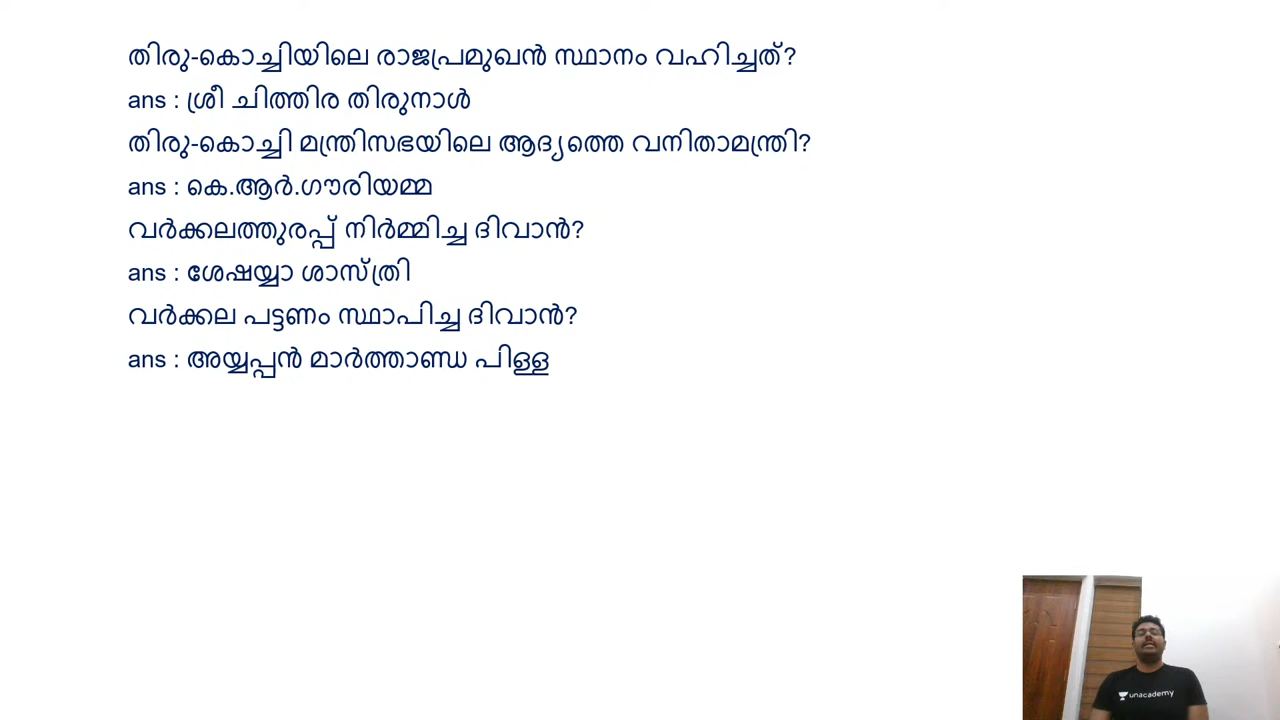 തിരു-കൊച്ചിയിലെ രാജപ്രമുഖൻ സ്ഥാനം വഹിച്ചത്?
ans : ശ്രീ ചിത്തിര തിരുനാൾ
തിരു-കൊച്ചി മന്ത്രിസഭയിലെ ആദ്യത്തെ വനിതാമന്ത്രി?
ans : കെ.ആർ.ഗൗരിയമ്മ
വർക്കലത്തുരപ്പ് നിർമ്മിച്ച ദിവാൻ?
ans : ശേഷയ്യാ ശാസ്ത്രി
വർക്കല പട്ടണം സ്ഥാപിച്ച ദിവാൻ?
ans : അയ്യപ്പൻ മാർത്താണ്ഡ പിള്ള
unacademy